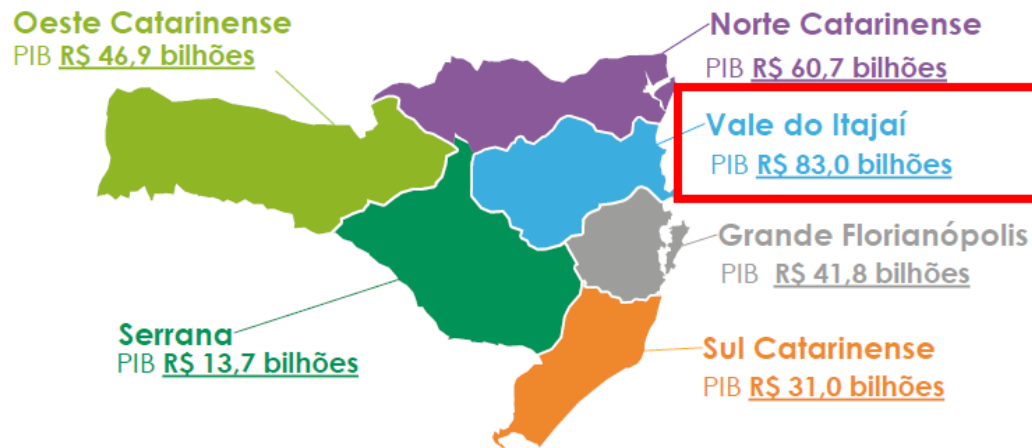 Oeste Catarinense
PIB R$ 46,9 bilhões
Norte Catarinense
PIB R$ 60,7 bilhões
Vale do Itajaí
PIB R$ 83,0 bilhões
Grande Florianópolis
PIB R$ 41,8 bilhões
Serrana
PIB R$ 13,7 bilhões
Sul Catarinense
PIB R$ 31,0 bilhões